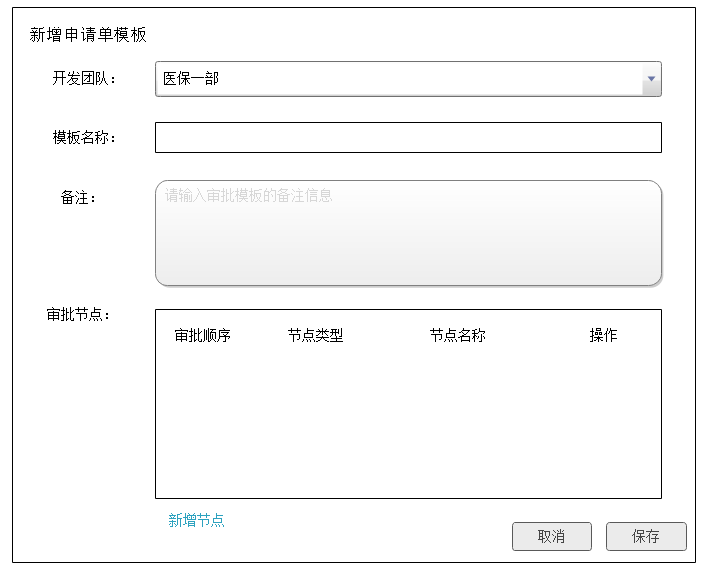 新增申请单模板
开发团队： 医保一部
模板名称：
备注： 请输入审批模板的备注信息
审批节点：
审批顺序 节点类型 节点名称 操作
新增节点
取消 保存